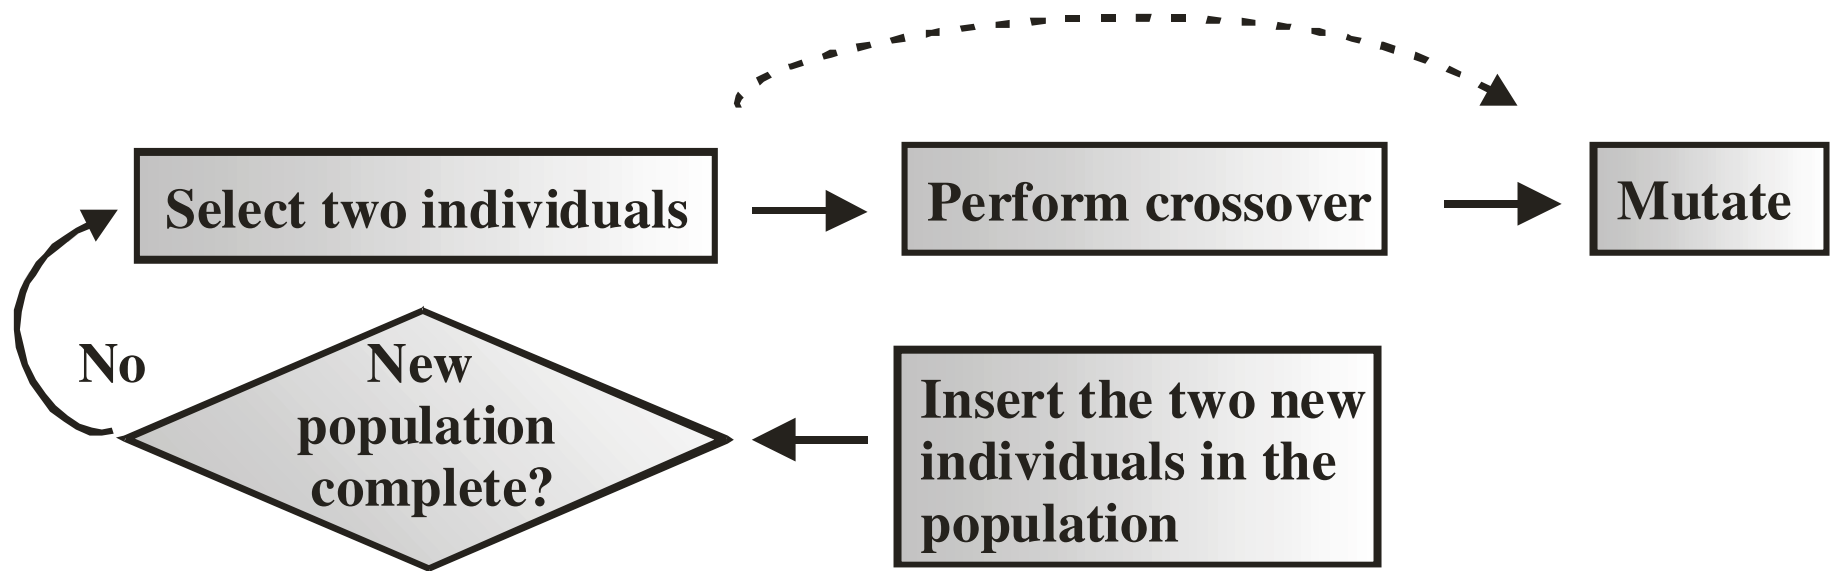 Select two individuals
Perform crossover
Mutate
No
New
population
complete?
Insert the two new
individuals in the
population